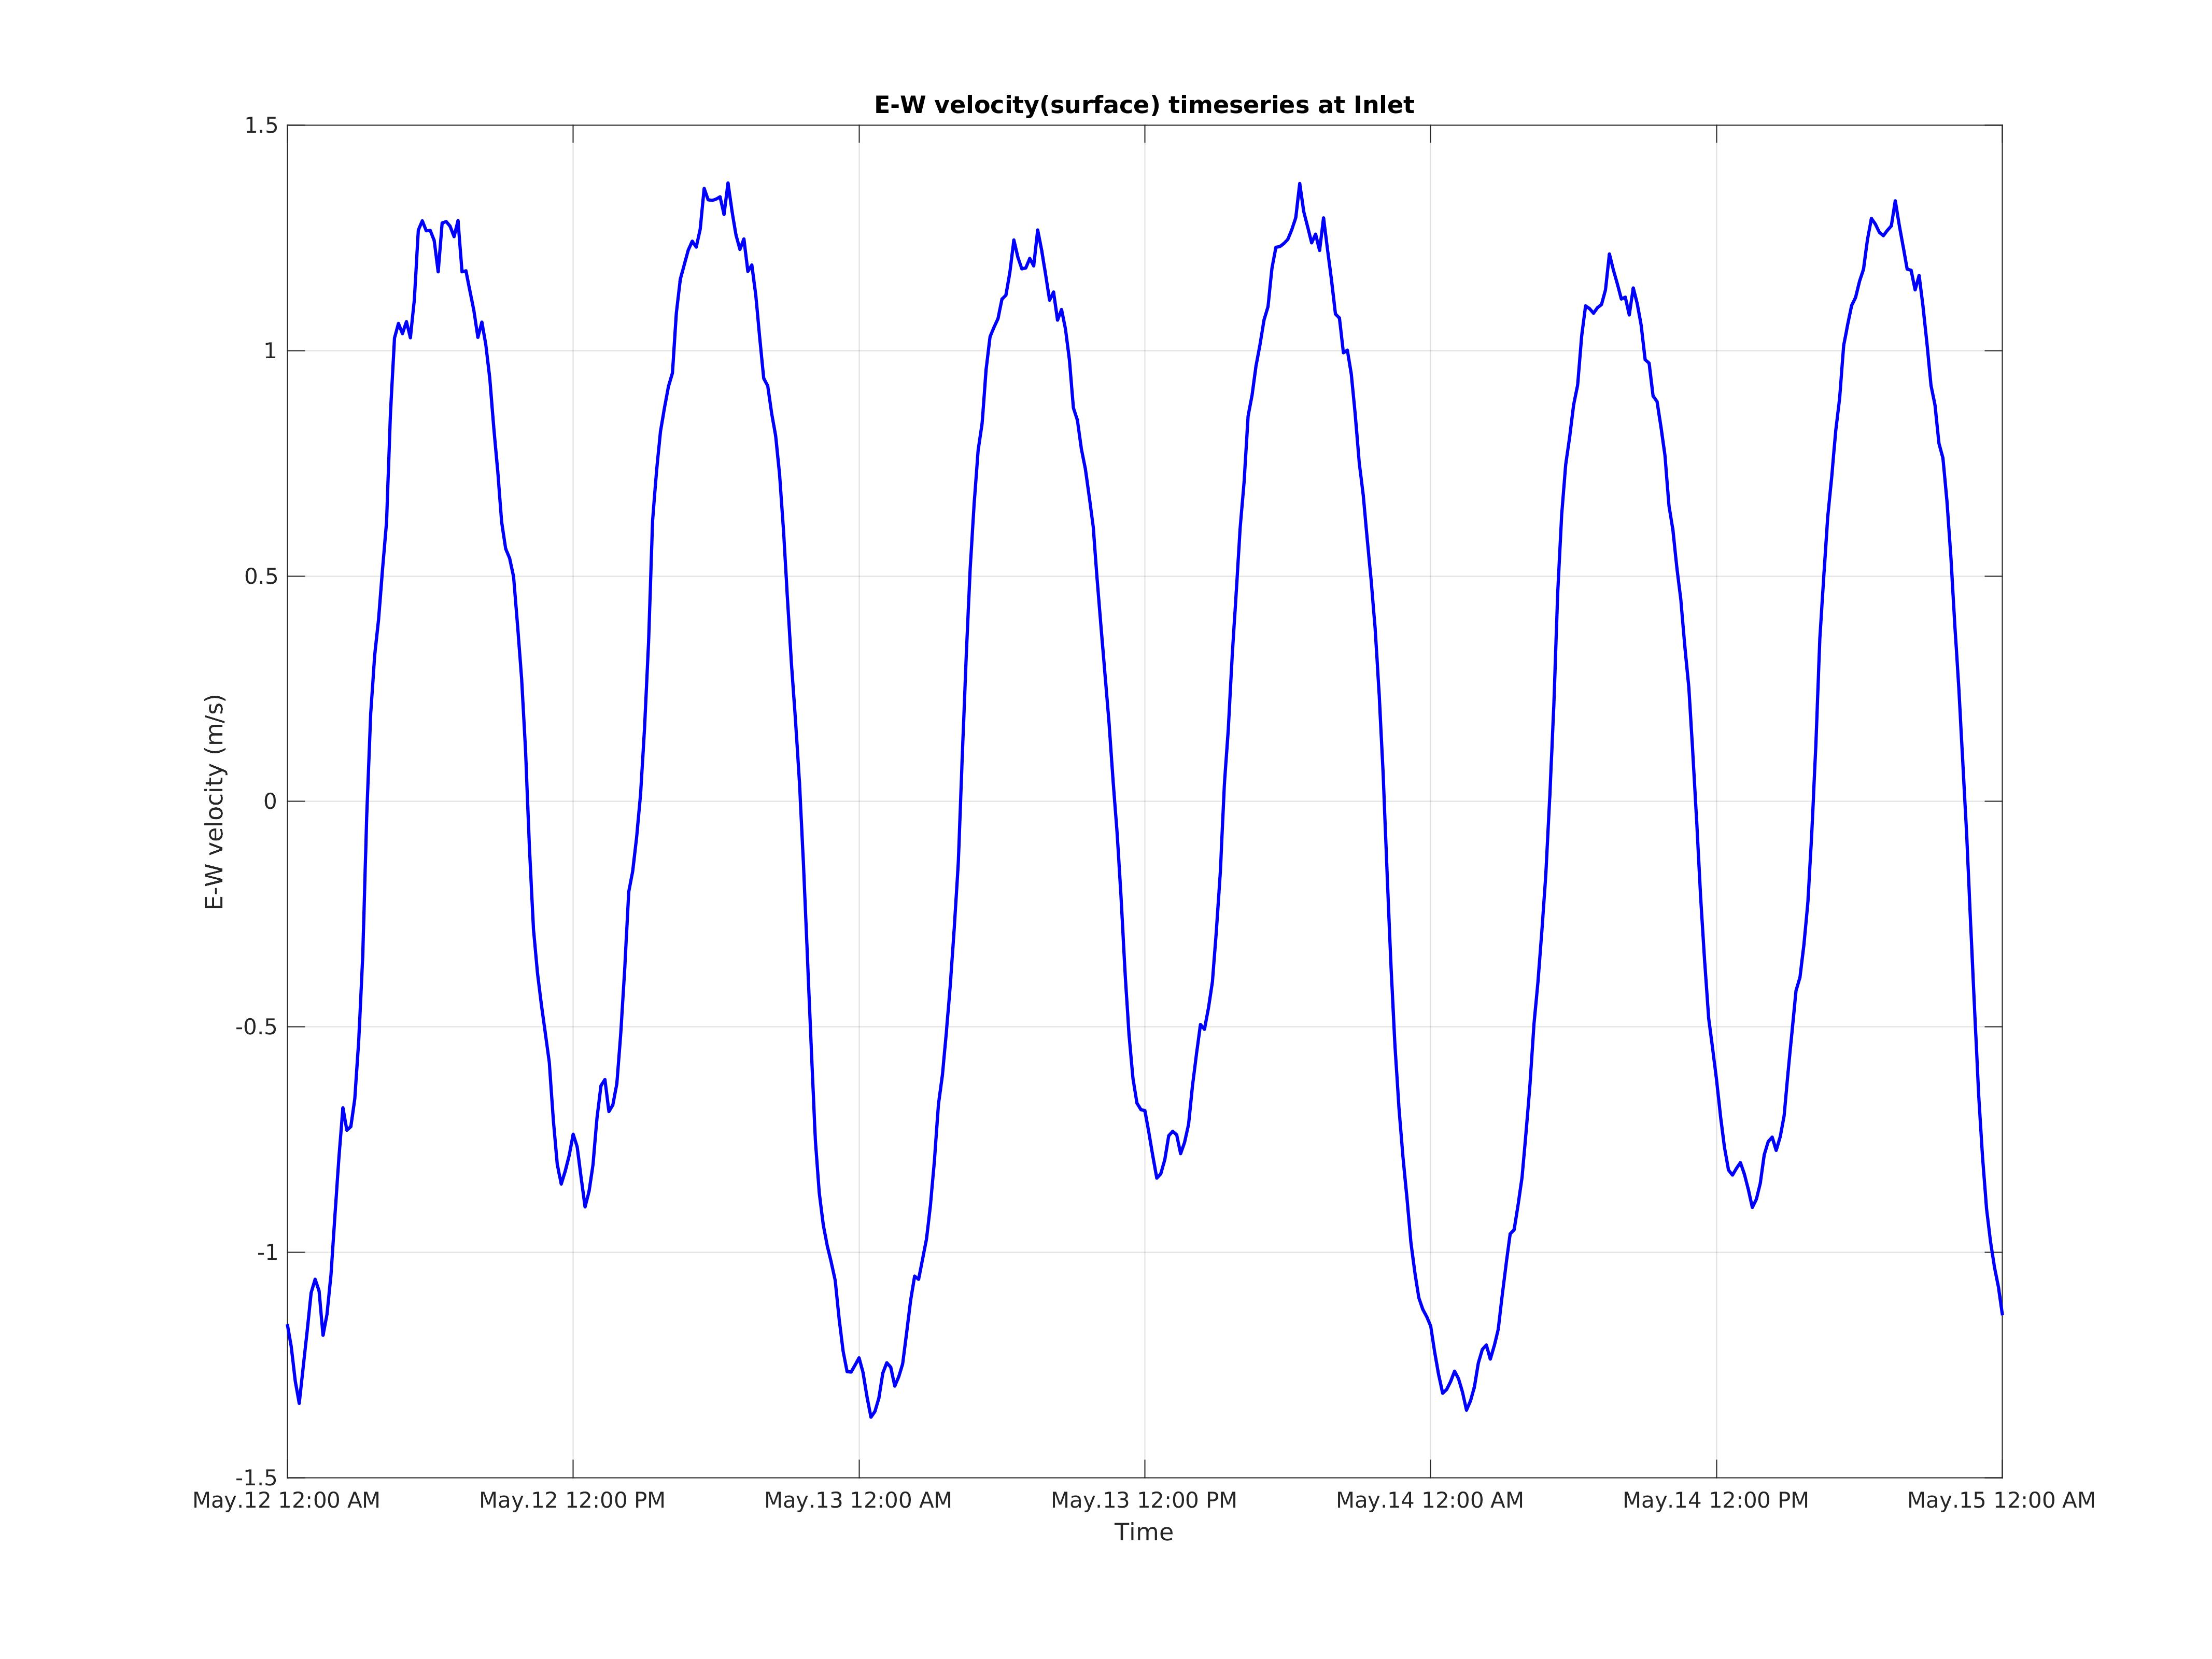 E-W velocity(surface) timeseries at Inlet
1.5
1
0.5
0
-0.5
-1
-1.5
E-W velocity (m/s)
May.12 12:00 AM May.12 12:00 PM May.13 12:00 AM May.13 12:00 PM May.14 12:00 AM May.14 12:00 PM May.15 12:00 AM
Time